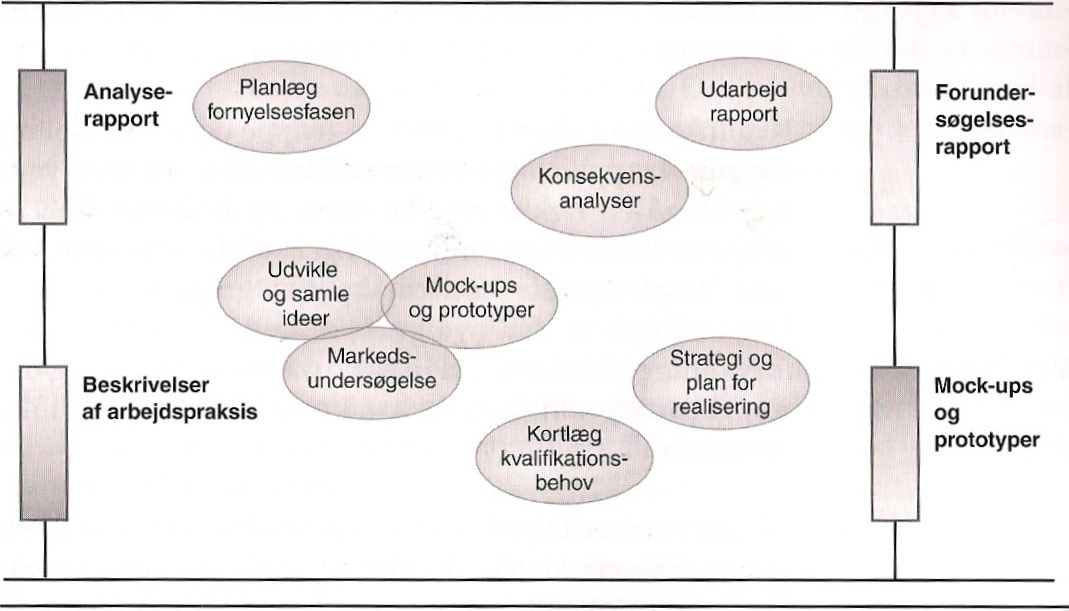 Analyse-
rapport
Planlæg
fornyelsesfasen
Udarbejd
rapport
Forunder-
søgelses-
rapport
Konsekvens-
analyser
Udvikle
og samle
ideer
Mock-ups
og prototyper
Markeds-
undersøgelse
Strategi og
plan for
realisering
Beskrivelser
af arbejdspraksis
Mock-ups
og
prototyper
Kortlæg
kvalifikations-
behov